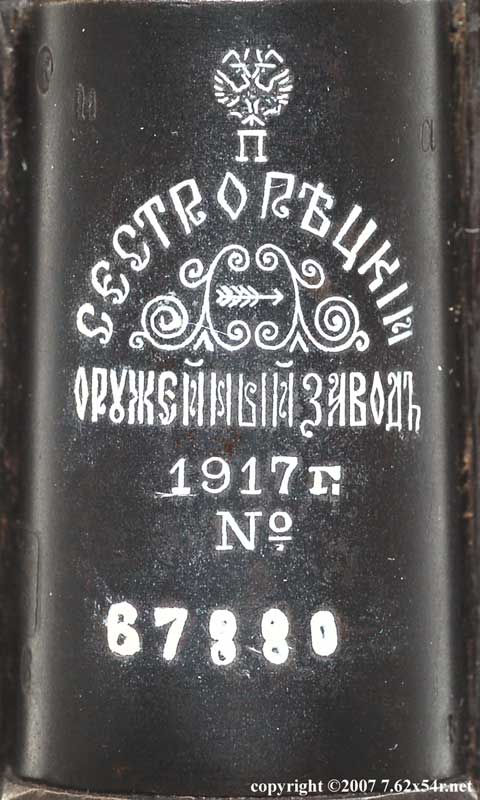 П
СЕСТРОРѢЦКІЙ
ОРУЖЕЙНЫЙ ЗАВОДЪ
1917 г.
№
67880
copyright ©2007 7.62x54r.net